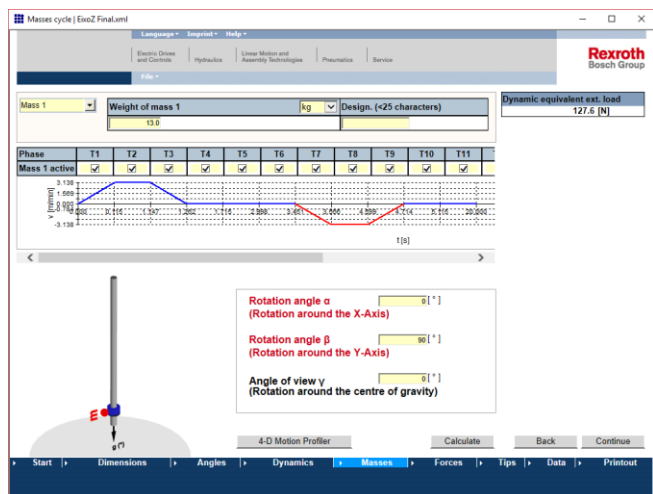 Masses cycle | EixoZ Final.xml
Language Imprint Help
Electric Drives and Controls
Hydraulics
Linear Motion and Assembly Technologies
Pneumatics
Service
Rexroth
Bosch Group
File
Mass 1
Weight of mass 1
kg
Design. (<25 characters)
13.0
Dynamic equivalent ext. load
127.6 [N]
Phase T1 T2 T3 T4 T5 T6 T7 T8 T9 T10 T11
Mass 1 active
v [m/min]
3.138
1.569
0.000
-3.138
t [s]
Rotation angle α 0 [°]
(Rotation around the X-Axis)
Rotation angle β 90 [°]
(Rotation around the Y-Axis)
Angle of view γ 0 [°]
(Rotation around the centre of gravity)
m
4-D Motion Profiler Calculate Back Continue
Start Dimensions Angles Dynamics Masses Forces Tips Data Printout